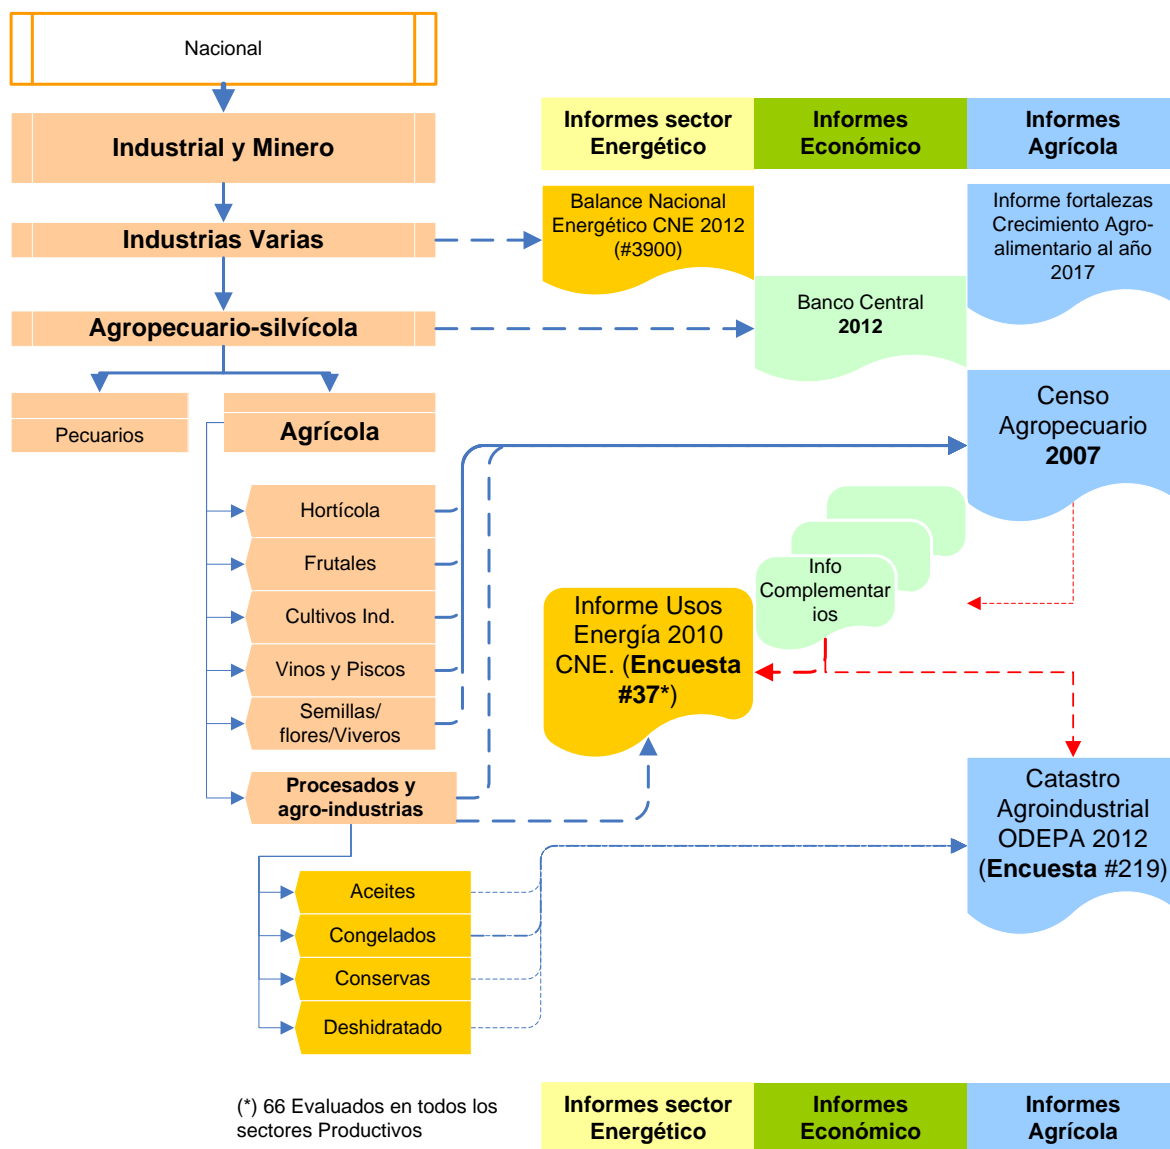 Nacional
Industrial y Minero
Industrias Varias
Agropecuario-silvícola
Pecuarios
Agrícola
Hortícola
Frutales
Cultivos Ind.
Vinos y Piscos
Semillas/
flores/Viveros
Procesados y
agro-industrias
Aceites
Congelados
Conservas
Deshidratado
Informes sector
Energético
Informes
Económico
Informes
Agrícola
Balance Nacional
Energético CNE 2012
(#3900)
Banco Central
2012
Informe fortalezas
Crecimiento Agro-
alimentario al año
2017
Censo
Agropecuario
2007
Info
Complementar
ios
Informe Usos
Energía 2010
CNE. (Encuesta
#37*)
Catastro
Agroindustrial
ODEPA 2012
(Encuesta #219)
(*) 66 Evaluados en todos los
sectores Productivos
Informes sector
Energético
Informes
Económico
Informes
Agrícola